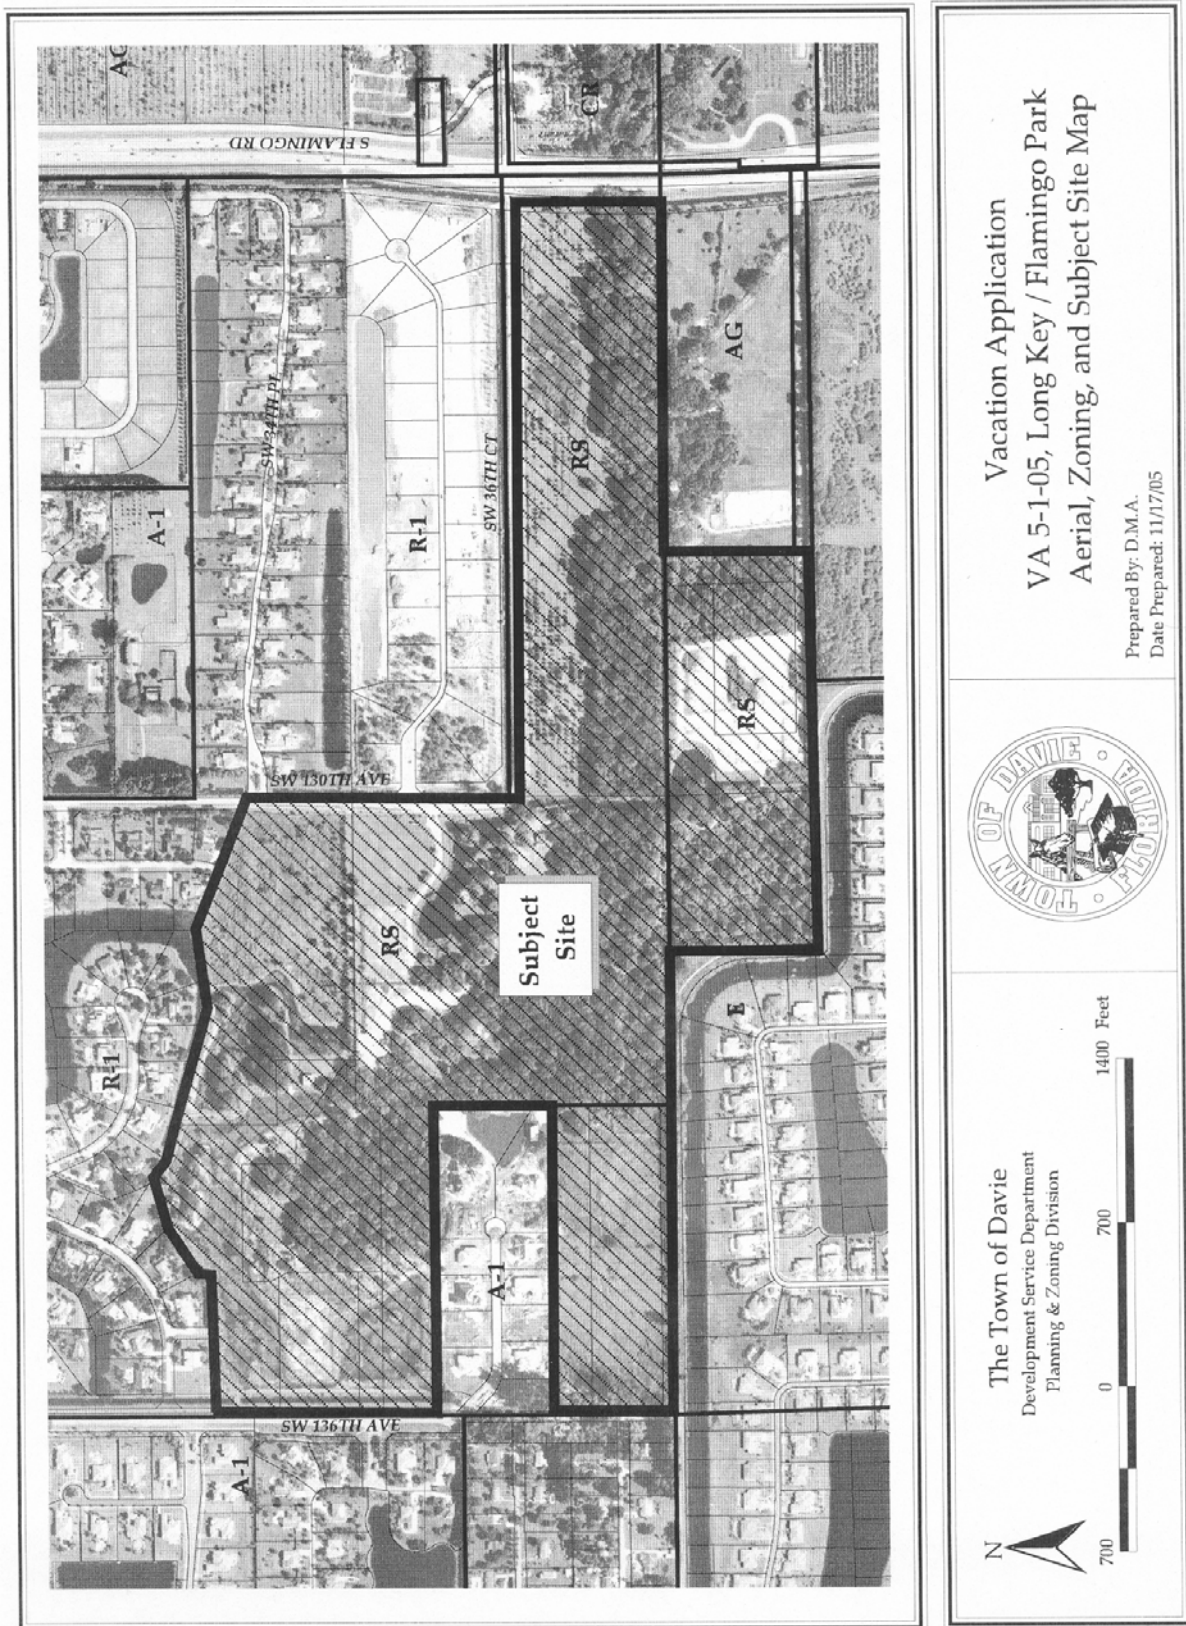 AG
S FLAMINGO RD
CR
SW 34TH PL
A-1
R-1
SW 36TH CT
RS
AG
RS
SW 130TH AVE
RS
Subject
Site
R-1
E
A-1
SW 136TH AVE
A-1
The Town of Davie
Development Service Department
Planning & Zoning Division
N
700
0
700
1400 Feet
TOWN OF DAVIE
FLORIDA
Vacation Application
VA 5-1-05, Long Key / Flamingo Park
Aerial, Zoning, and Subject Site Map
Prepared By: D.M.A.
Date Prepared: 11/17/05